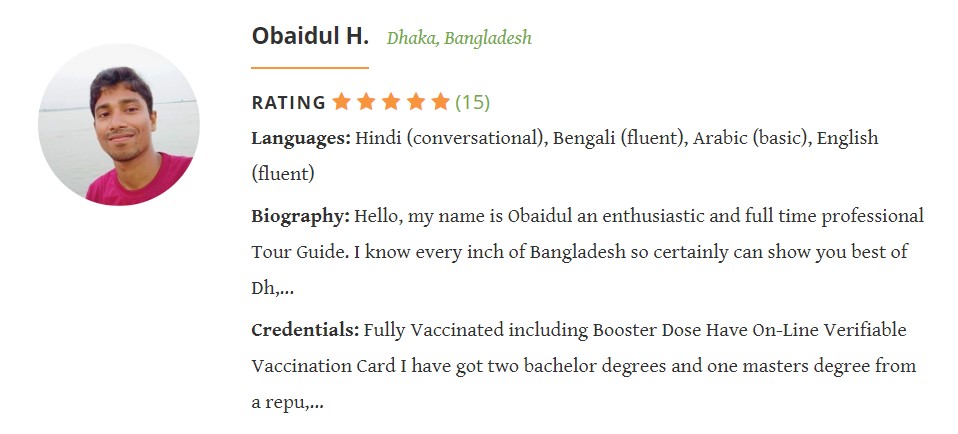 Obaidul H. Dhaka, Bangladesh
RATING ★★★★★ (15)
Languages: Hindi (conversational), Bengali (fluent), Arabic (basic), English
(fluent)
Biography: Hello, my name is Obaidul an enthusiastic and full time professional
Tour Guide. I know every inch of Bangladesh so certainly can show you best of
Dh,...
Credentials: Fully Vaccinated including Booster Dose Have On-Line Verifiable
Vaccination Card I have got two bachelor degrees and one masters degree from
a repu,...